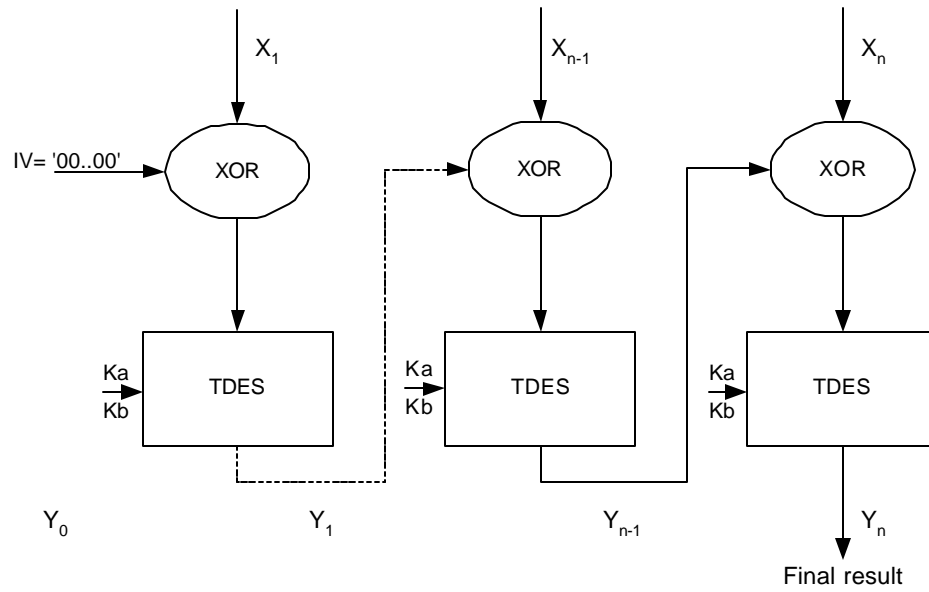 X1
Xn-1
Xn
IV= '00..00'
XOR
XOR
XOR
Ka
Kb
TDES
Ka
Kb
TDES
Ka
Kb
TDES
Y0
Y1
Yn-1
Yn
Final result